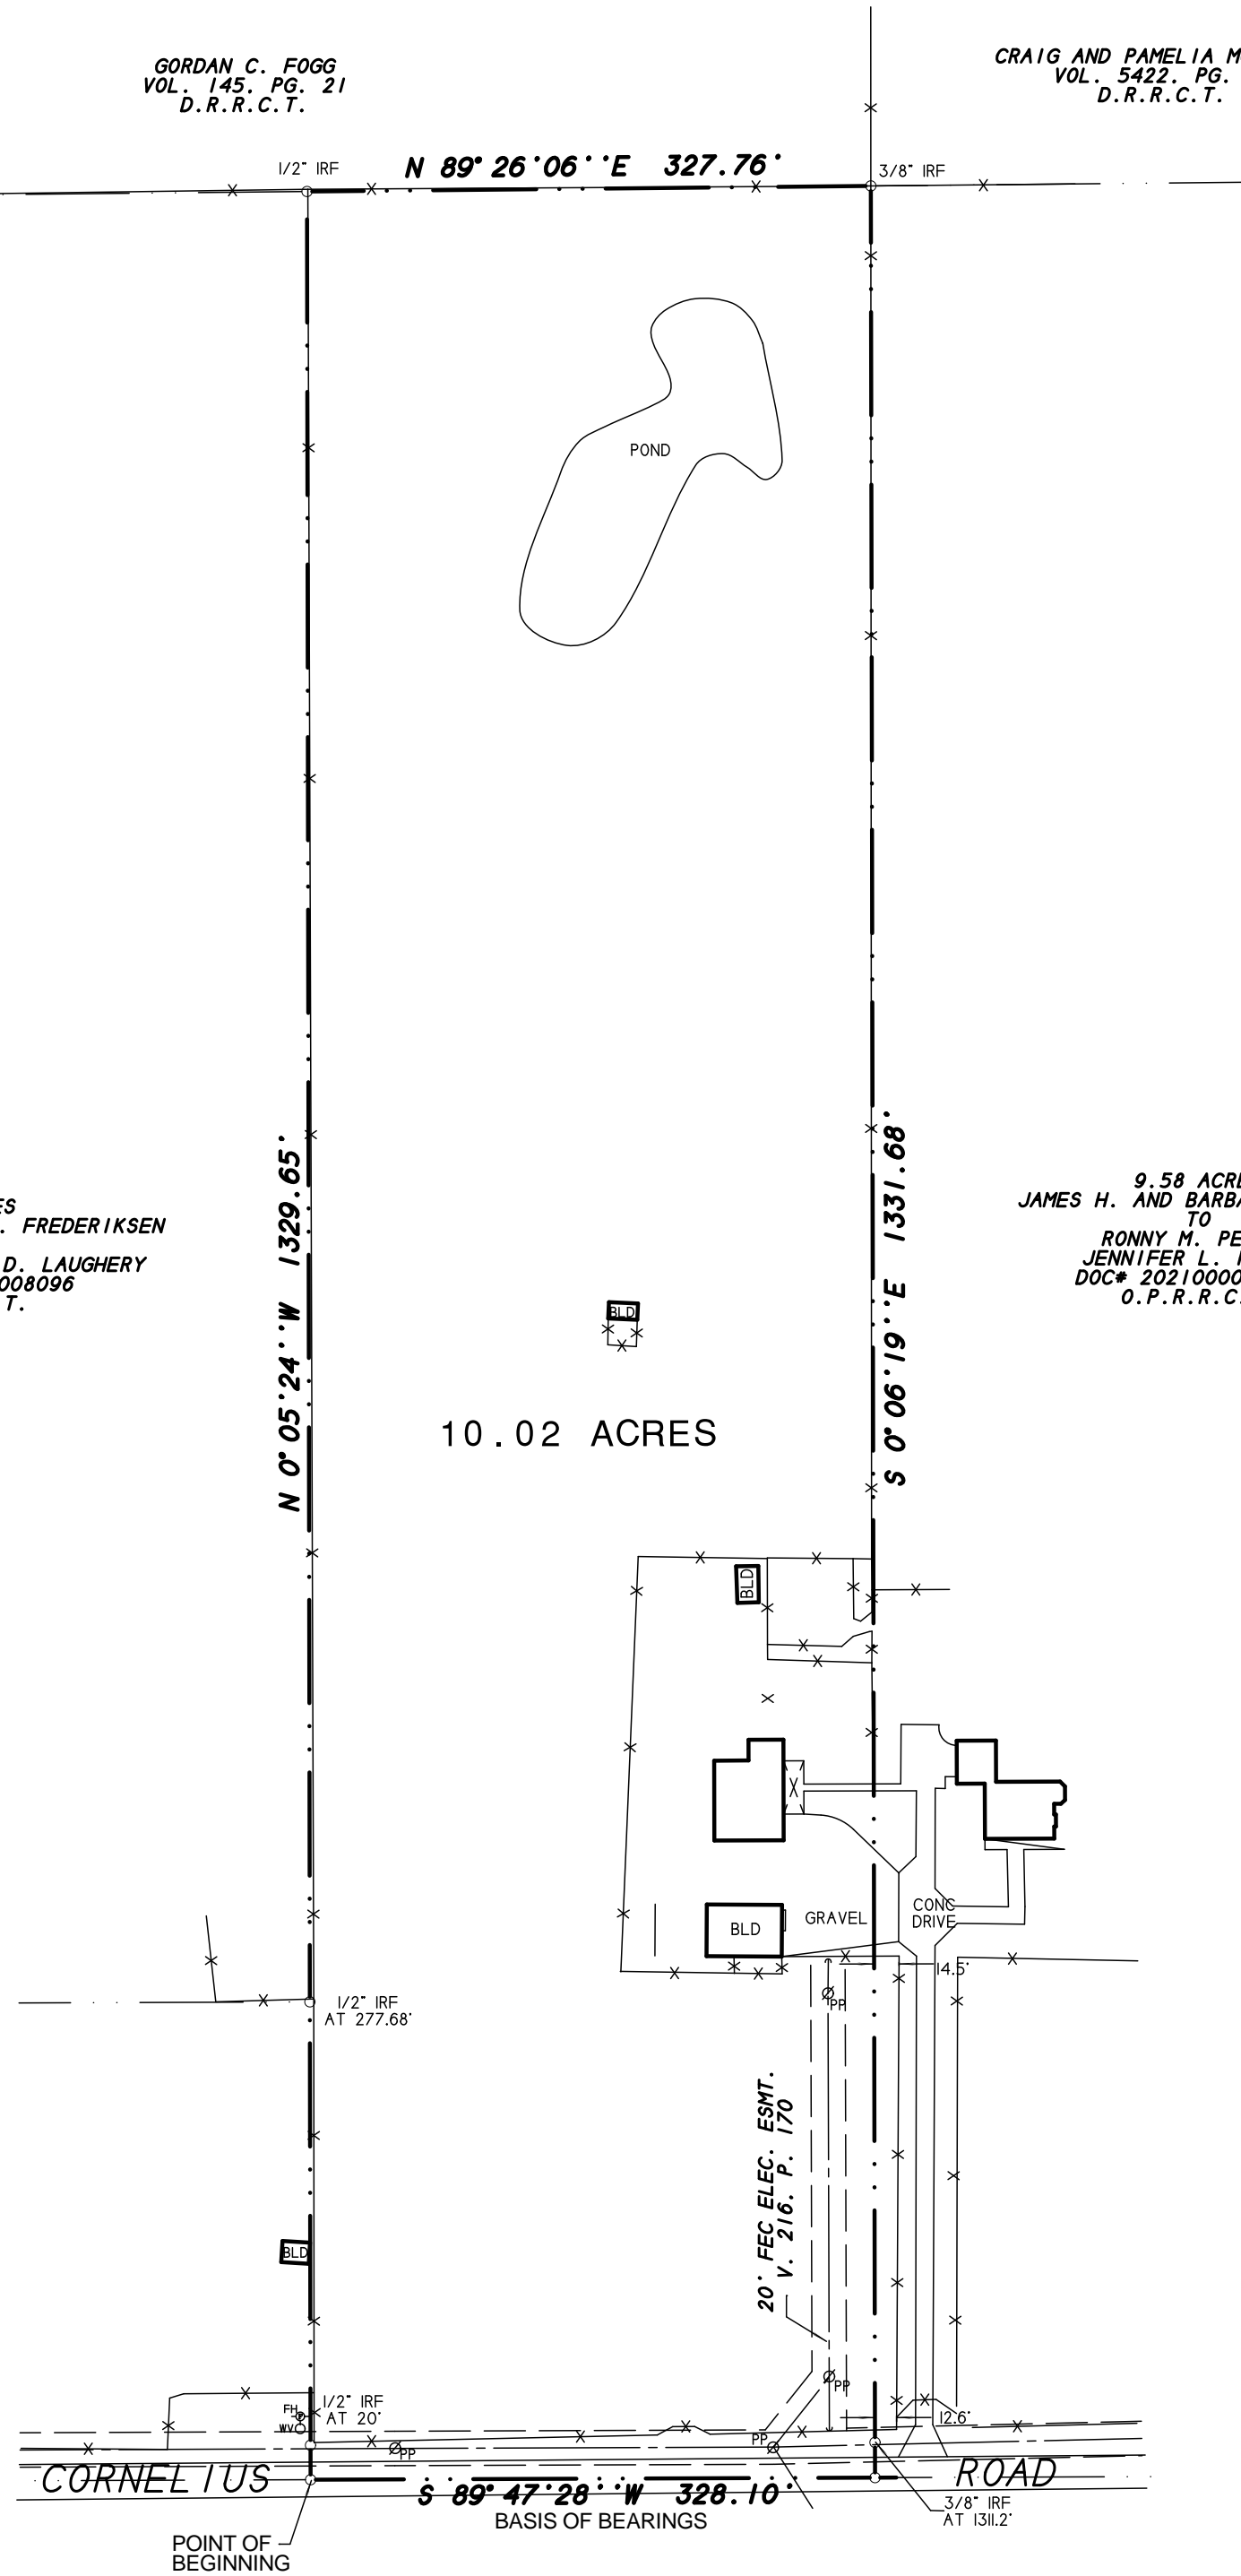 GORDAN C. FOGG
VOL. 145. PG. 21
D.R.R.C.T.
CRAIG AND PAMELIA M
VOL. 5422. PG.
D.R.R.C.T.
1/2" IRF
N 89°26'06''E 327.76'
3/8" IRF
POND
N 0°05'24''W 1329.65'
S 0°06'19''E 1331.68'
ES
. FREDERIKSEN
D. LAUGHERY
008096
T.
9.58 ACRE
JAMES H. AND BARBA
TO
RONNY M. PE
JENNIFER L.
DOC# 20210000
O.P.R.R.C.
BLD
10.02 ACRES
BLD
BLD
GRAVEL
CONC
DRIVE
14.5'
PP
1/2" IRF
AT 277.68'
20' FEC ELEC. ESMT.
V. 216. P. 170
BLD
PP
FH
WV
1/2" IRF
AT 20'
12.6'
PP
PP
CORNELIUS ROAD
S 89°47'28''W 328.10'
BASIS OF BEARINGS
3/8" IRF
AT 1311.2'
POINT OF
BEGINNING